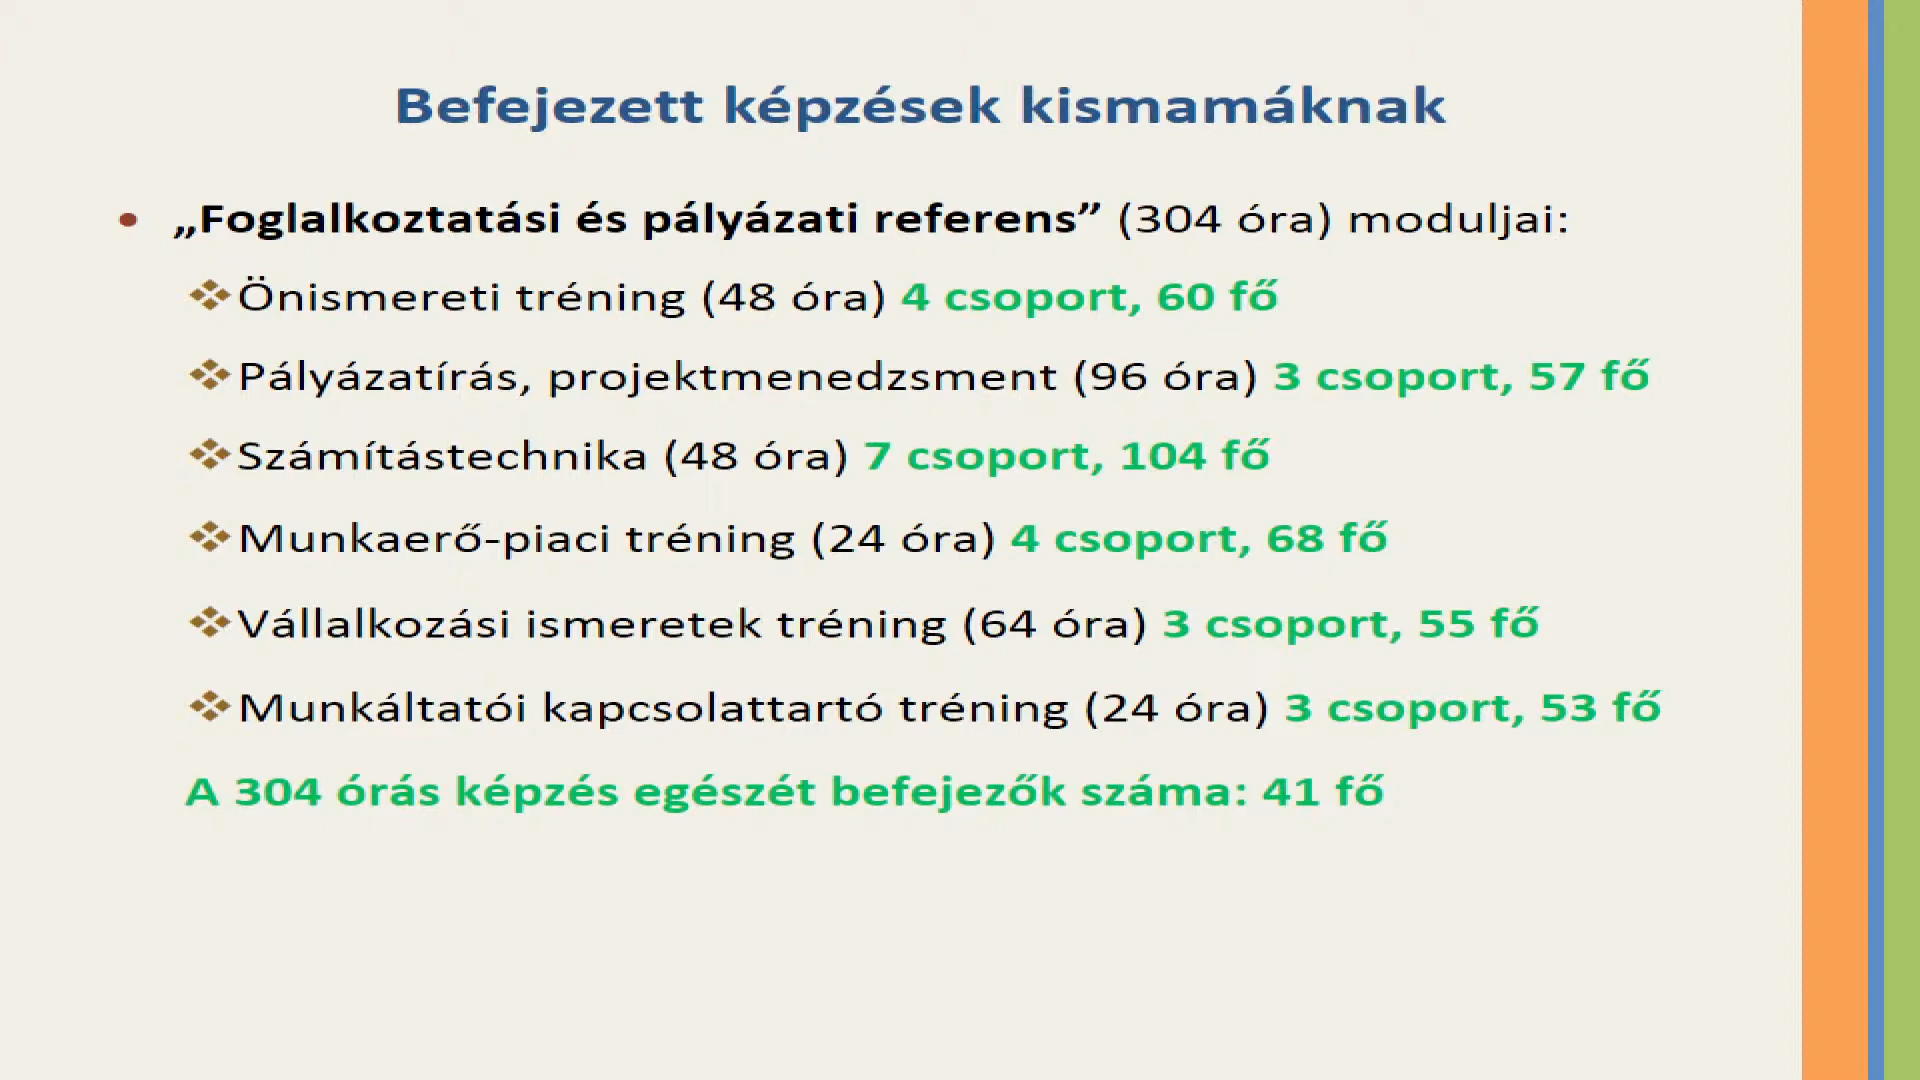 Befejezett képzések kismamáknak
• „Foglalkoztatási és pályázati referens” (304 óra) moduljai:
❖Önismereti tréning (48 óra) 4 csoport, 60 fő
❖Pályázatírás, projektmenedzsment (96 óra) 3 csoport, 57 fő
❖Számítástechnika (48 óra) 7 csoport, 104 fő
❖Munkaerő-piaci tréning (24 óra) 4 csoport, 68 fő
❖Vállalkozási ismeretek tréning (64 óra) 3 csoport, 55 fő
❖Munkáltatói kapcsolattartó tréning (24 óra) 3 csoport, 53 fő
A 304 órás képzés egészét befejezők száma: 41 fő